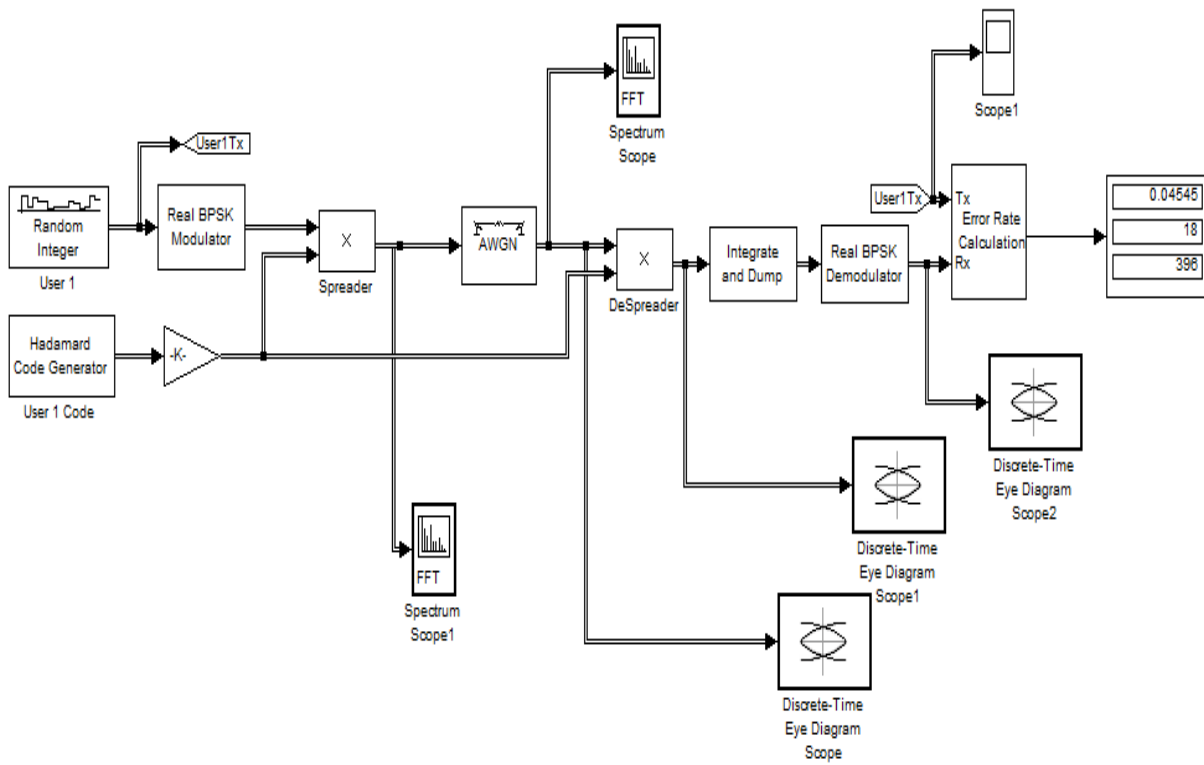 FFT
Spectrum
Scope
Scope1
User1Tx
Random
Integer
User 1
Real BPSK
Modulator
X
Spreader
AWGN
X
DeSpreader
Integrate
and Dump
Real BPSK
Demodulator
User1Tx
Tx
Error Rate
Calculation
Rx
0.04545
18
396
Hadamard
Code Generator
User 1 Code
-K-
FFT
Spectrum
Scope1
Discrete-Time
Eye Diagram
Scope2
Discrete-Time
Eye Diagram
Scope1
Discrete-Time
Eye Diagram
Scope